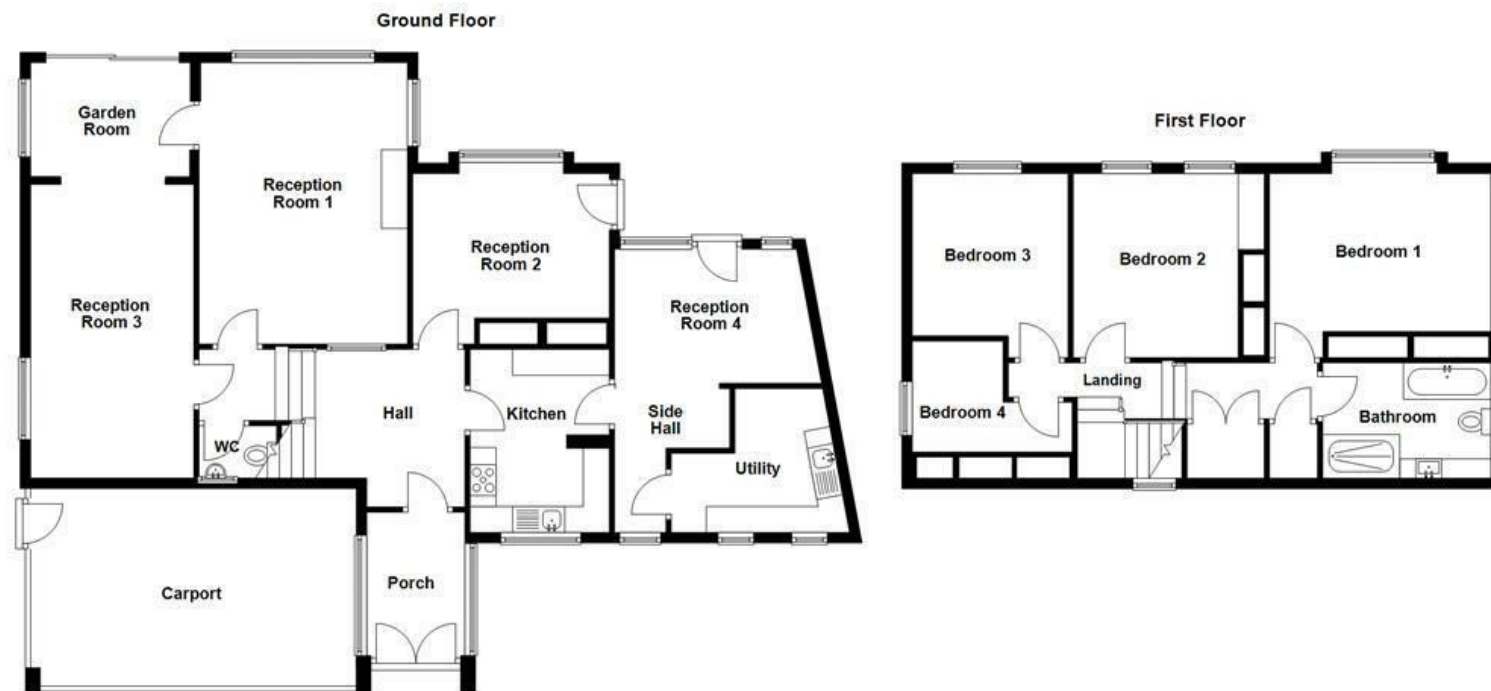 Ground Floor
Garden
Room
Reception
Room 1
Reception
Room 2
Reception
Room 3
Reception
Room 4
Hall
Kitchen
Side
Hall
WC
Utility
Porch
Carport
First Floor
Bedroom 3
Bedroom 2
Bedroom 1
Landing
Bedroom 4
Bathroom